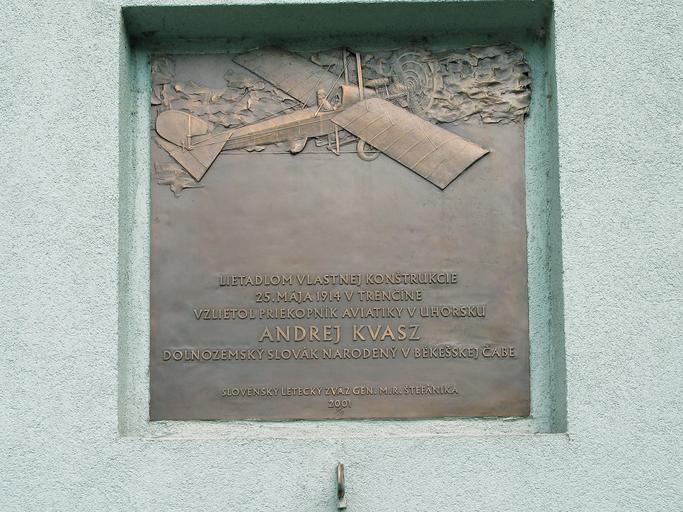 LIETADLOM VLASTNEJ KONŠTRUKCIE
25. MÁJA 1914 V TRENČÍNE
VZLIETOL PRIEKOPNÍK AVIATIKY V UHORSKU
ANDREJ KVASZ
DOLNOZEMSKÝ SLOVÁK NARODENÝ V BÉKEŠSKEJ ČABE
SLOVENSKÝ LETECKÝ ZVÄZ GEN. M.R. ŠTEFÁNIKA
2001